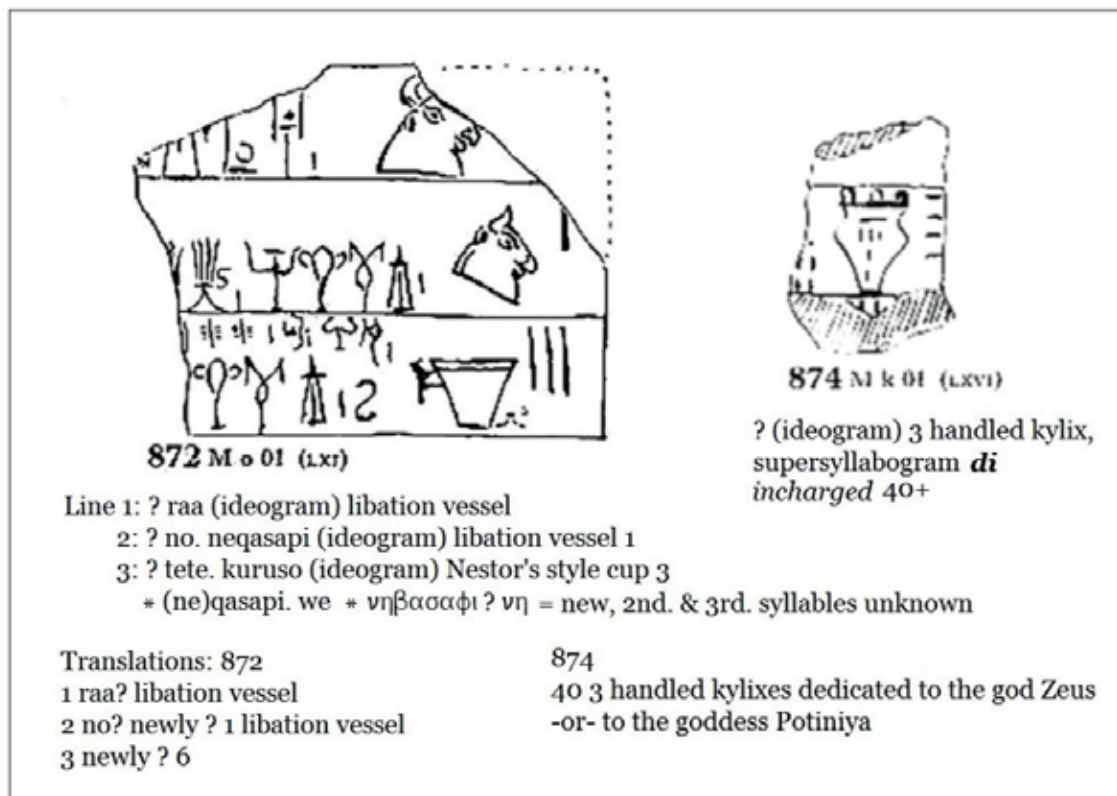 872 M o 01 (LXI)
874 M k 01 (LXVI)
? (ideogram) 3 handled kylix,
supersyllabogram di
incharged 40+
Line 1: ? raa (ideogram) libation vessel
2: ? no. neqasapi (ideogram) libation vessel 1
3: ? tete. kuruso (ideogram) Nestor's style cup 3
* (ne)qasapi. we * νηβασαφι ? νη = new, 2nd. & 3rd. syllables unknown
Translations: 872
1 raa? libation vessel
2 no? newly ? 1 libation vessel
3 newly ? 6
874
40 3 handled kylixes dedicated to the god Zeus
-or- to the goddess Potiniya